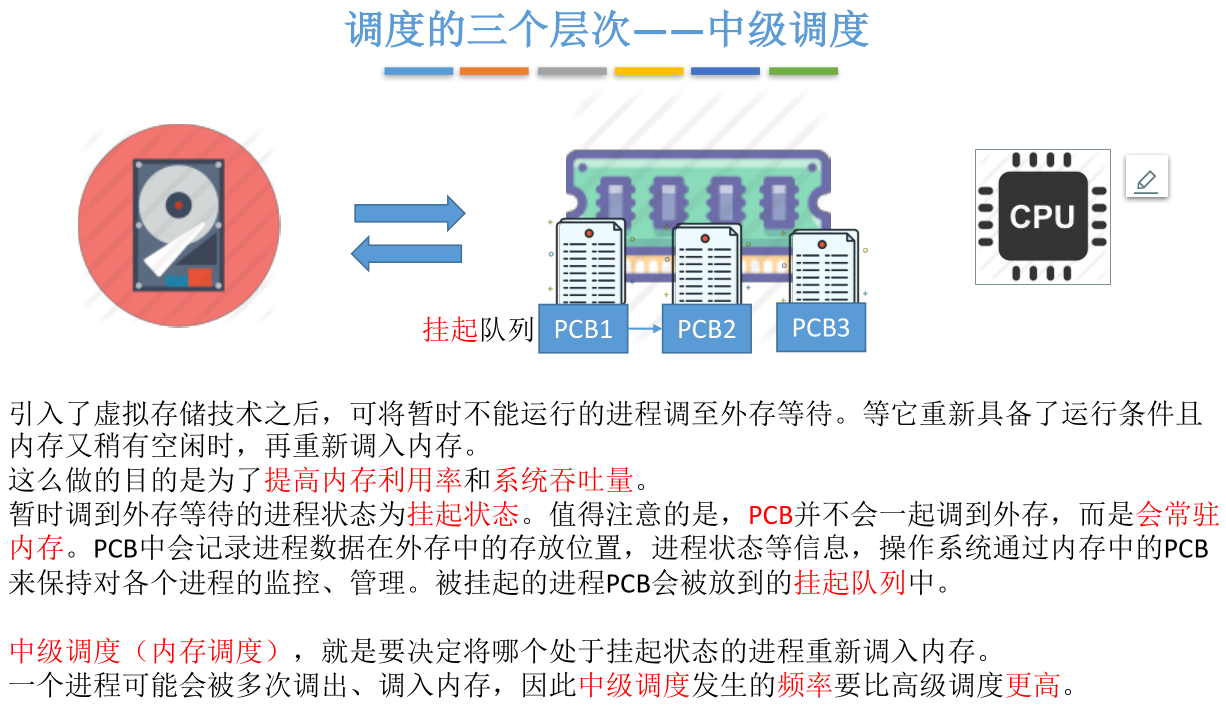 调度的三个层次——中级调度
CPU
挂起队列
PCB1
PCB2
PCB3
引入了虚拟存储技术之后，可将暂时不能运行的进程调至外存等待。等它重新具备了运行条件且
内存又稍有空闲时，再重新调入内存。
这么做的目的是为了提高内存利用率和系统吞吐量。
暂时调到外存等待的进程状态为挂起状态。值得注意的是，PCB并不会一起调到外存，而是会常驻
内存。PCB中会记录进程数据在外存中的存放位置，进程状态等信息，操作系统通过内存中的PCB
来保持对各个进程的监控、管理。被挂起的进程PCB会被放到的挂起队列中。
中级调度（内存调度），就是要决定将哪个处于挂起状态的进程重新调入内存。
一个进程可能会被多次调出、调入内存，因此中级调度发生的频率要比高级调度更高。